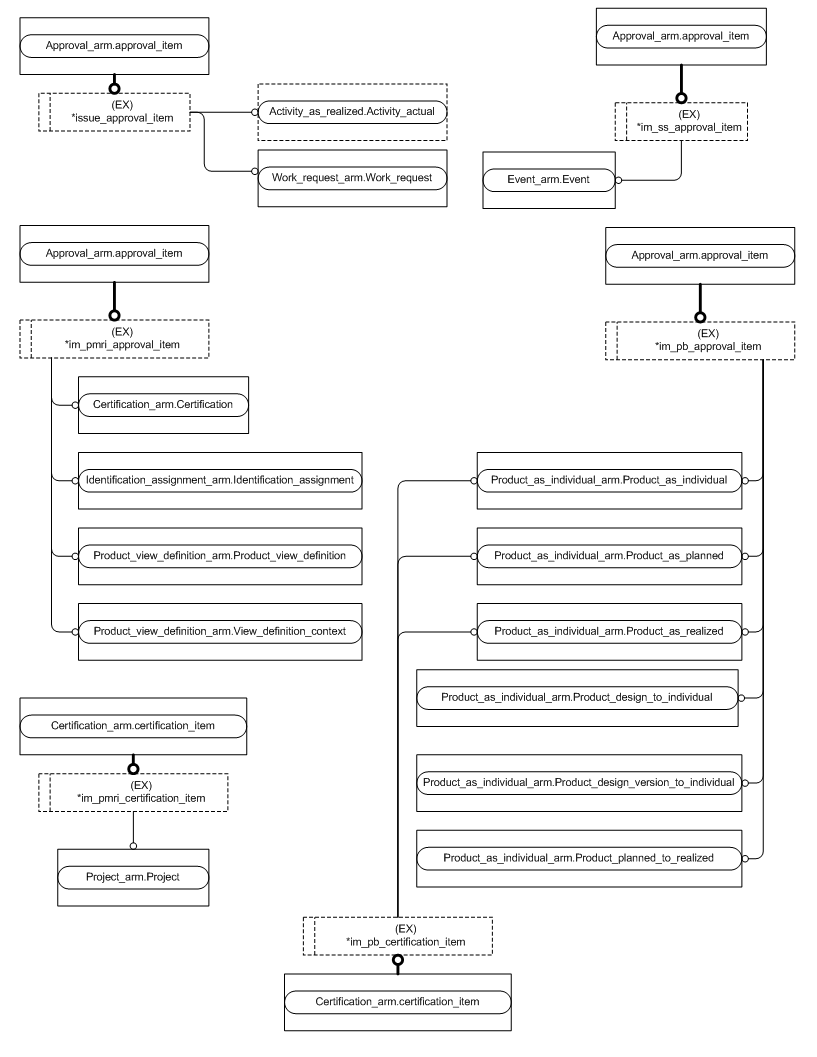 Approval_arm.approval_item
(EX)
*issue_approval_item
Activity_as_realized.Activity_actual
Work_request_arm.Work_request
Approval_arm.approval_item
(EX)
*im_ss_approval_item
Event_arm.Event
Approval_arm.approval_item
(EX)
*im_pmri_approval_item
Certification_arm.Certification
Identification_assignment_arm.Identification_assignment
Product_view_definition_arm.Product_view_definition
Product_view_definition_arm.View_definition_context
Approval_arm.approval_item
(EX)
*im_pb_approval_item
Product_as_individual_arm.Product_as_individual
Product_as_individual_arm.Product_as_planned
Product_as_individual_arm.Product_as_realized
Product_as_individual_arm.Product_design_to_individual
Product_as_individual_arm.Product_design_version_to_individual
Product_as_individual_arm.Product_planned_to_realized
Certification_arm.certification_item
(EX)
*im_pmri_certification_item
Project_arm.Project
(EX)
*im_pb_certification_item
Certification_arm.certification_item